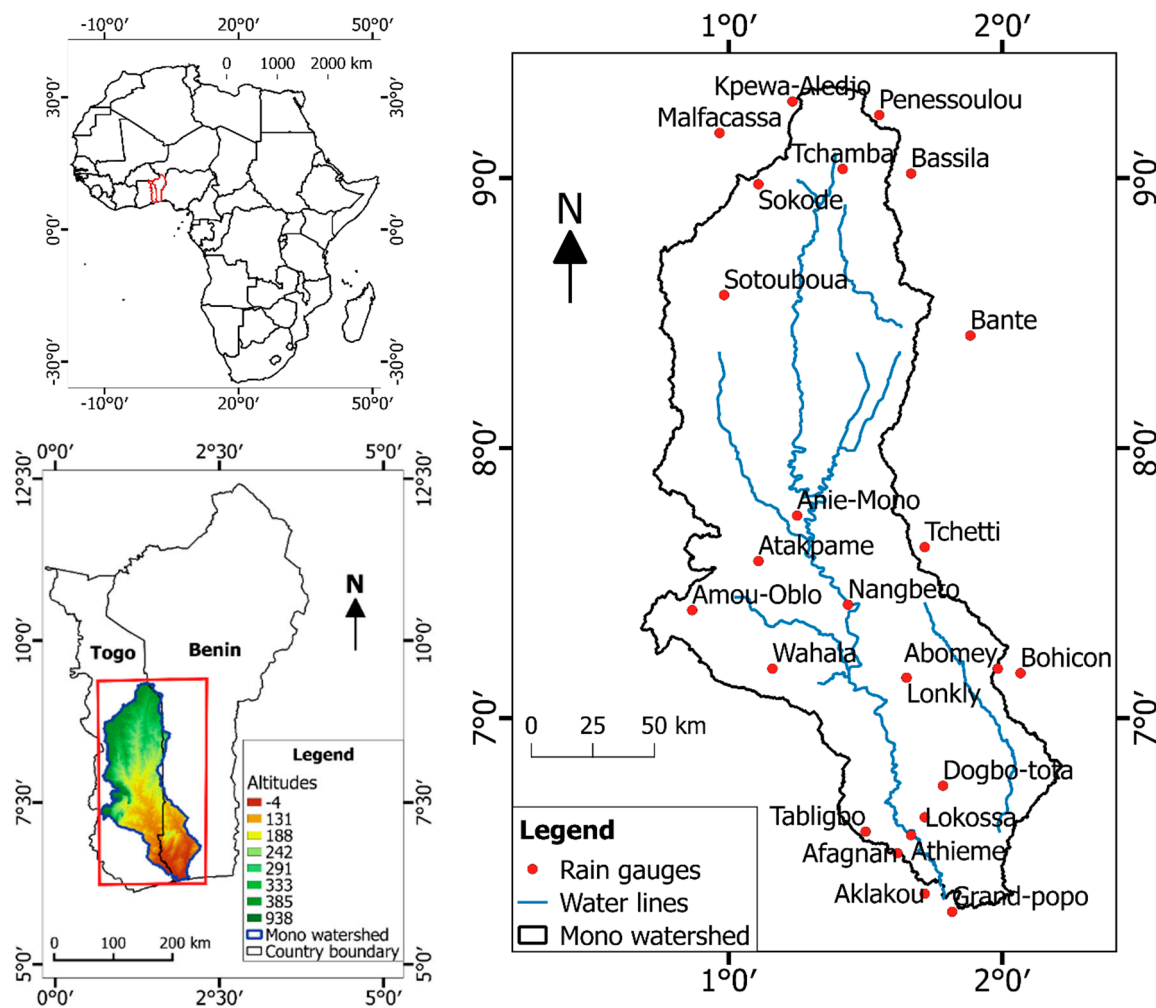 -10°0′ 20°0′ 50°0′
0 1000 2000 km
30°0′
30°0′
0°0′
0°0′
-30°0′
-30°0′
-10°0′ 20°0′ 50°0′
0°0′ 2°30′ 5°0′
12°30′
12°30′
10°0′
10°0′
7°30′
7°30′
5°0′
5°0′
N
Togo
Benin
Legend
Altitudes
-4
131
188
242
291
333
385
938
Mono watershed
Country boundary
0 100 200 km
0°0′ 2°30′ 5°0′
1°0′ 2°0′
9°0′
9°0′
8°0′
8°0′
7°0′
7°0′
N
Kpewa-Aledjo
Penessoulou
Malfacassa
Tchamba
Bassila
Sokode
Sotouboua
Bante
Anie-Mono
Tchetti
Atakpame
Amou-Oblo
Nangbeto
Wahala
Abomey
Bohicon
Lonkly
0 25 50 km
Dogbo-tota
Tabligbo
Lokossa
Afagnan
Athieme
Aklakou
Grand-popo
Legend
Rain gauges
Water lines
Mono watershed
1°0′ 2°0′